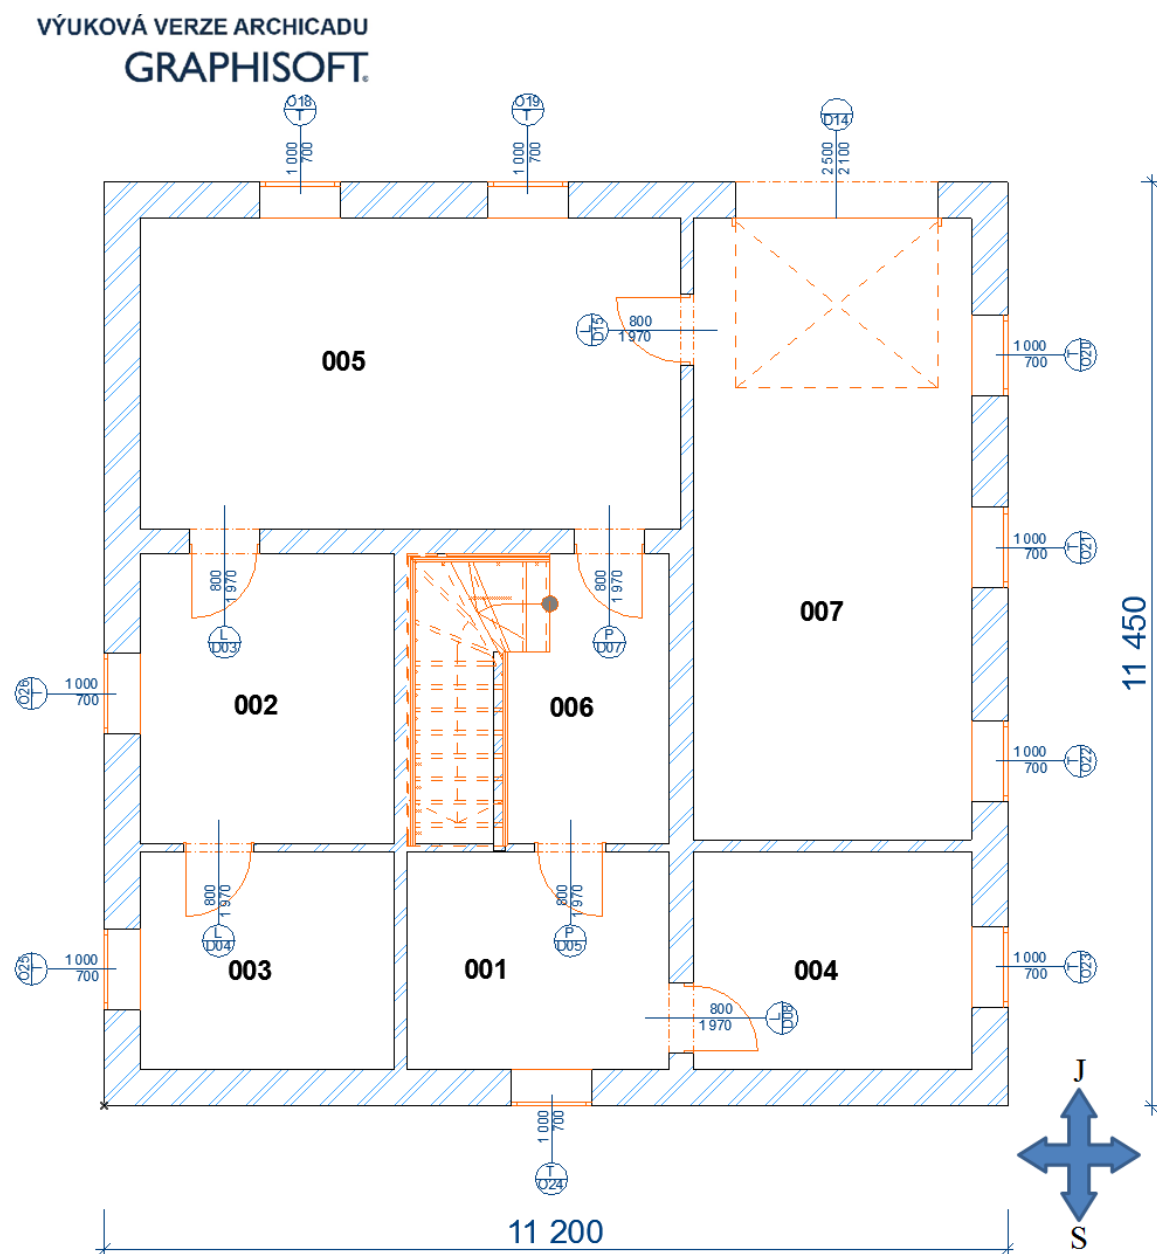 VÝUKOVÁ VERZE ARCHICADU
GRAPHISOFT®
O18
T
1 000
700
O19
T
1 000
700
D14
2 500
2 100
005
L
D15
800
1 970
T
O20
1 000
700
T
O21
1 000
700
800
1 970
L
D03
800
1 970
P
D07
007
11 450
002
006
O26
T
1 000
700
T
O22
1 000
700
800
1 970
L
D04
800
1 970
P
D05
003
001
004
O25
T
1 000
700
T
O23
1 000
700
800
1 970
L
D08
1 000
700
T
O24
J
S
11 200